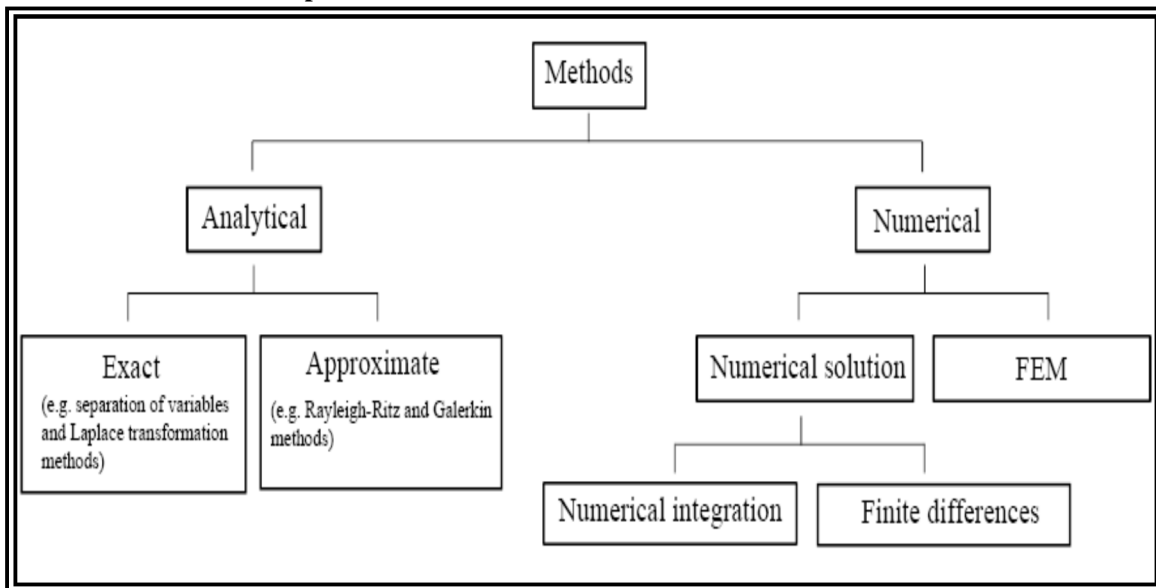 Methods
Analytical
Numerical
Exact
(e.g. separation of variables
and Laplace transformation
methods)
Approximate
(e.g. Rayleigh-Ritz and Galerkin
methods)
Numerical solution
FEM
Numerical integration
Finite differences